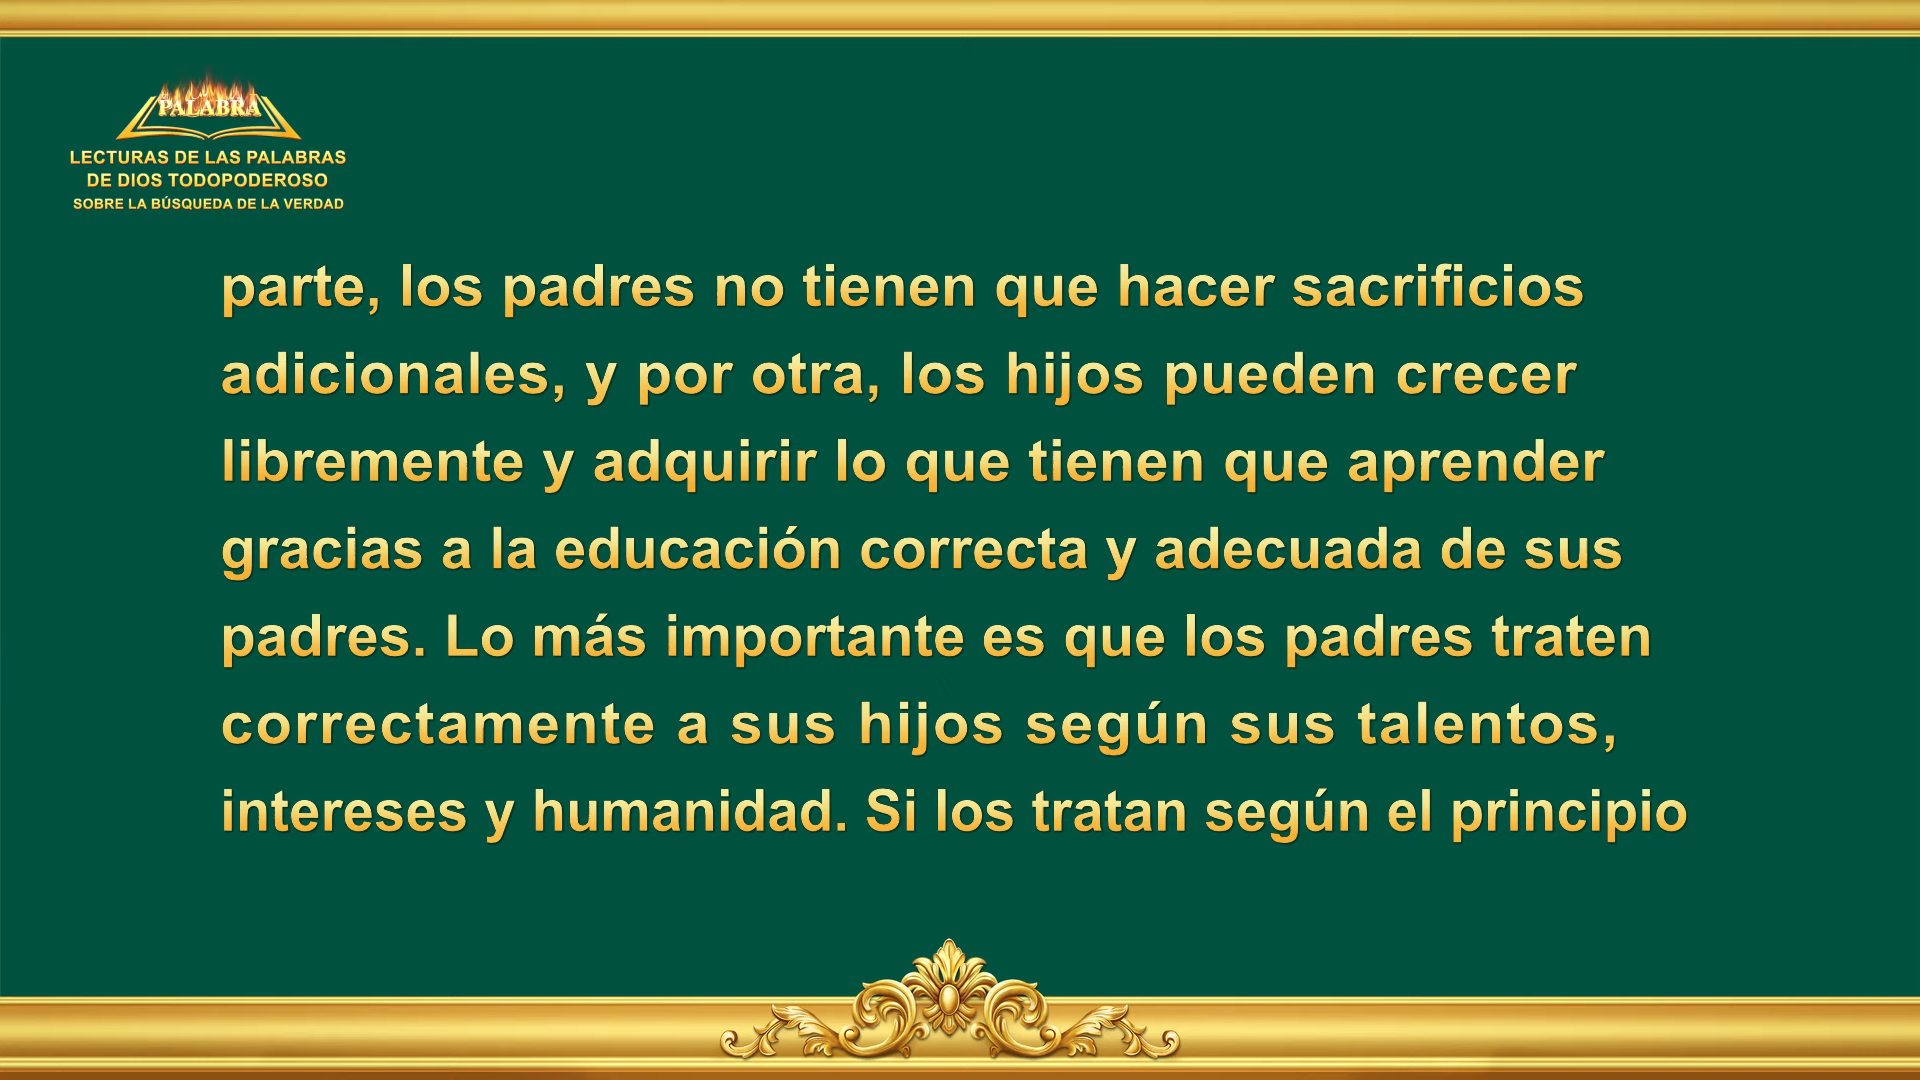 PALABRA
LECTURAS DE LAS PALABRAS
DE DIOS TODOPODEROSO
SOBRE LA BÚSQUEDA DE LA VERDAD
parte, los padres no tienen que hacer sacrificios
adicionales, y por otra, los hijos pueden crecer
libremente y adquirir lo que tienen que aprender
gracias a la educación correcta y adecuada de sus
padres. Lo más importante es que los padres traten
correctamente a sus hijos según sus talentos,
intereses y humanidad. Si los tratan según el principio